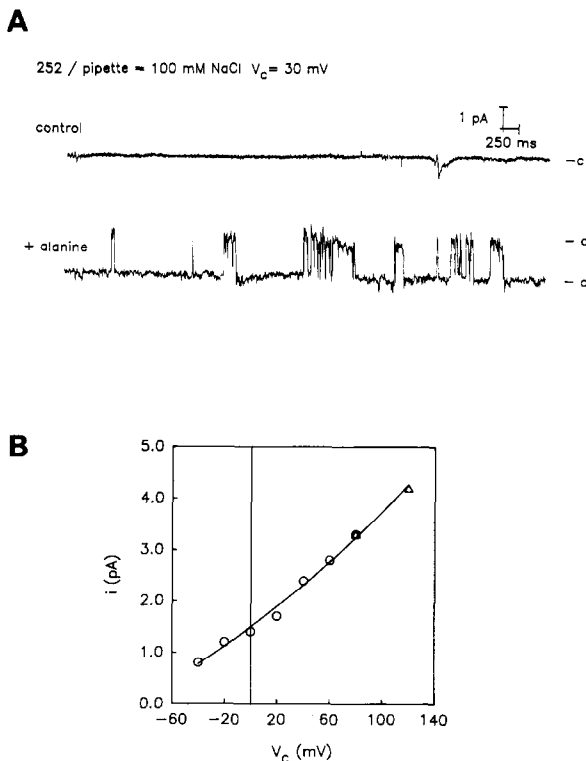 A
252 / pipette = 100 mM NaCl V_c= 30 mV
control
1 pA
250 ms
-c
+ alanine
- o
- c
B
5.0
4.0
3.0
2.0
1.0
0.0
i (pA)
-60 -20 20 60 100 140
V_c (mV)